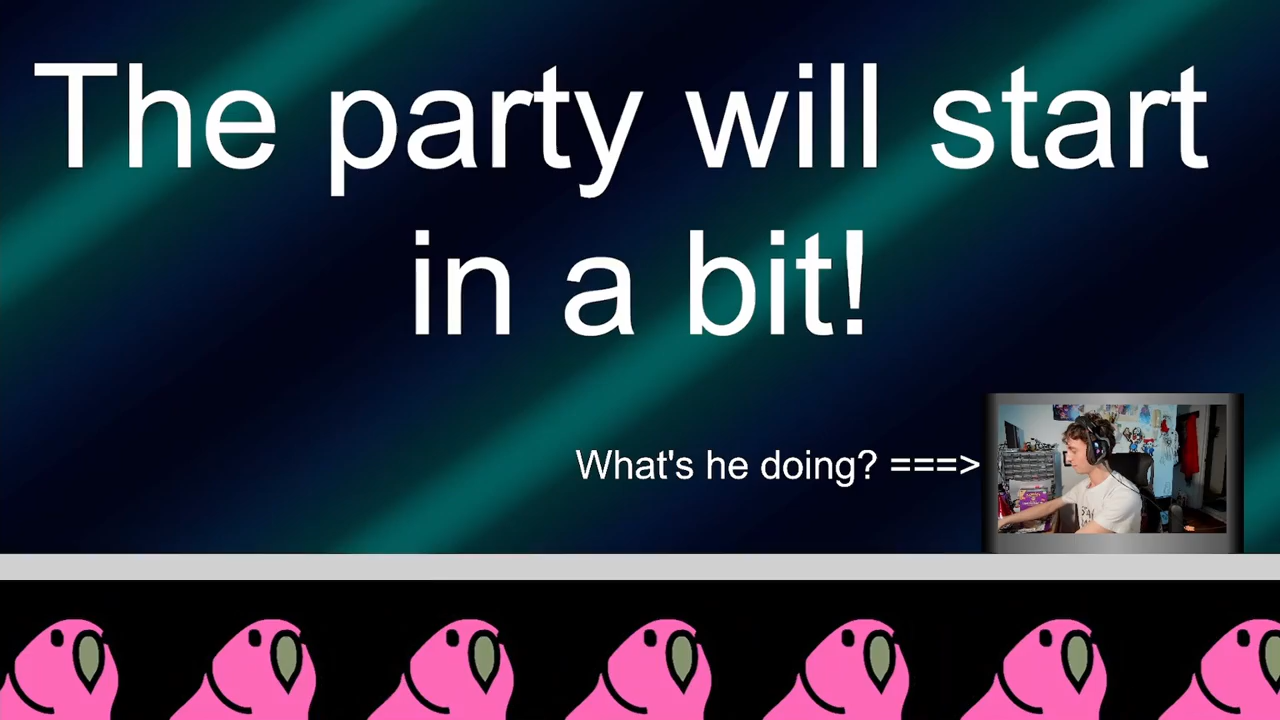 The party will start
in a bit!
What's he doing? ===>